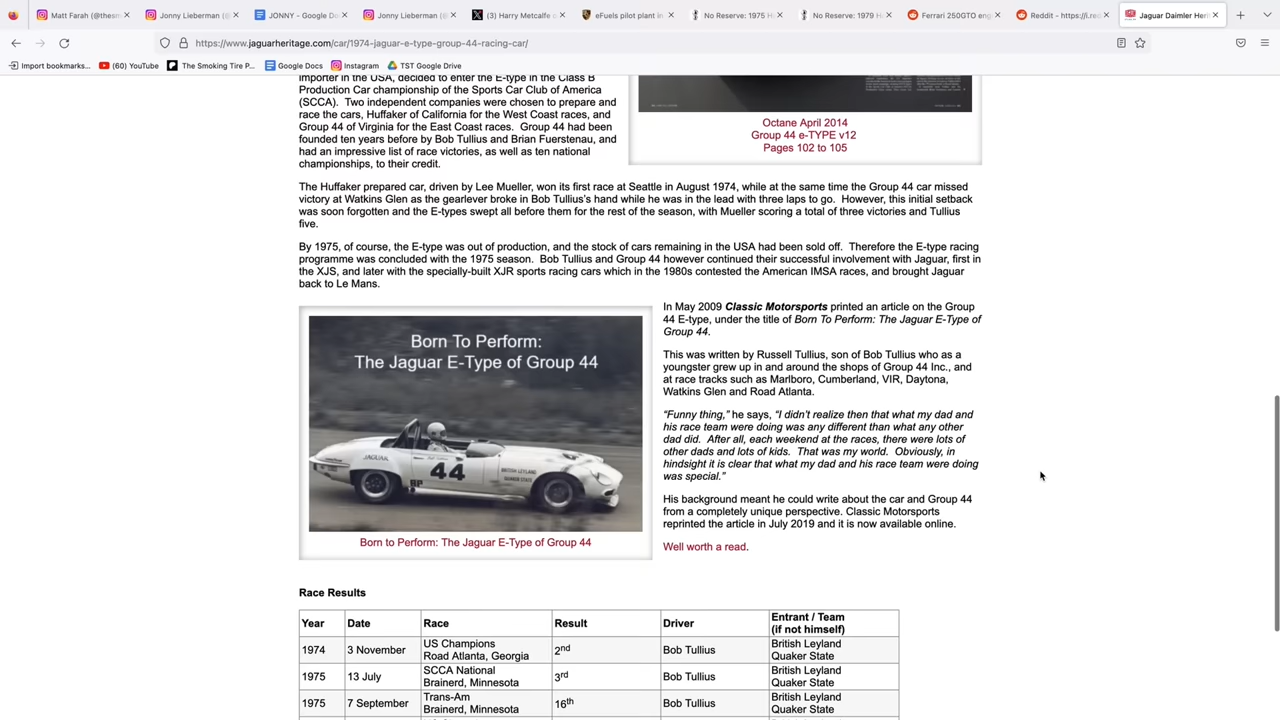 Matt Farah (@thesm
Jonny Lieberman (@
JONNY - Google Do
Jonny Lieberman (@
(3) Harry Metcalfe o
eFuels pilot plant in
No Reserve: 1975 H
No Reserve: 1979 H
Ferrari 250GTO eng
Reddit - https://i.red
Jaguar Daimler Heri
https://www.jaguarheritage.com/car/1974-jaguar-e-type-group-44-racing-car/
Import bookmarks...
(60) YouTube
The Smoking Tire P...
Google Docs
Instagram
TST Google Drive
importer in the USA, decided to enter the E-type in the Class B
Production Car championship of the Sports Car Club of America
(SCCA). Two independent companies were chosen to prepare and
race the cars, Huffaker of California for the West Coast races, and
Group 44 of Virginia for the East Coast races. Group 44 had been
founded ten years before by Bob Tullius and Brian Fuerstenau, and
had an impressive list of race victories, as well as ten national
championships, to their credit.
Octane April 2014
Group 44 e-TYPE v12
Pages 102 to 105
The Huffaker prepared car, driven by Lee Mueller, won its first race at Seattle in August 1974, while at the same time the Group 44 car missed
victory at Watkins Glen as the gearlever broke in Bob Tullius's hand while he was in the lead with three laps to go. However, this initial setback
was soon forgotten and the E-types swept all before them for the rest of the season, with Mueller scoring a total of three victories and Tullius
five.
By 1975, of course, the E-type was out of production, and the stock of cars remaining in the USA had been sold off. Therefore the E-type racing
programme was concluded with the 1975 season. Bob Tullius and Group 44 however continued their successful involvement with Jaguar, first in
the XJS, and later with the specially-built XJR sports racing cars which in the 1980s contested the American IMSA races, and brought Jaguar
back to Le Mans.
Born To Perform:
The Jaguar E-Type of Group 44
JAGUAR
44
BP
BRITISH LEYLAND
QUAKER STATE
Born to Perform: The Jaguar E-Type of Group 44
In May 2009 Classic Motorsports printed an article on the Group
44 E-type, under the title of Born To Perform: The Jaguar E-Type of
Group 44.
This was written by Russell Tullius, son of Bob Tullius who as a
youngster grew up in and around the shops of Group 44 Inc., and
at race tracks such as Marlboro, Cumberland, VIR, Daytona,
Watkins Glen and Road Atlanta.
“Funny thing,” he says, “I didn’t realize then that what my dad and
his race team were doing was any different than what any other
dad did. After all, each weekend at the races, there were lots of
other dads and lots of kids. That was my world. Obviously, in
hindsight it is clear that what my dad and his race team were doing
was special.”
His background meant he could write about the car and Group 44
from a completely unique perspective. Classic Motorsports
reprinted the article in July 2019 and it is now available online.
Well worth a read.
Race Results
Year Date Race Result Driver Entrant / Team
(if not himself)
1974 3 November US Champions
Road Atlanta, Georgia 2nd Bob Tullius British Leyland
Quaker State
1975 13 July SCCA National
Brainerd, Minnesota 3rd Bob Tullius British Leyland
Quaker State
1975 7 September Trans-Am
Brainerd, Minnesota 16th Bob Tullius British Leyland
Quaker State